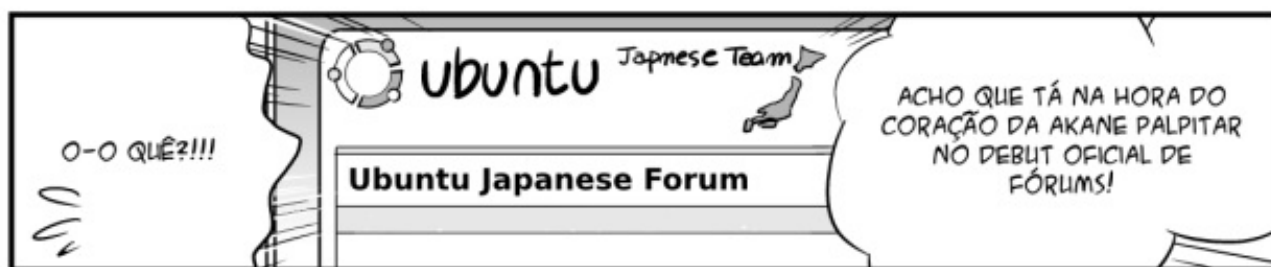 ACHO QUE TÁ NA HORA DO
CORAÇÃO DA AKANE PALPITAR
NO DEBUT OFICIAL DE
FÓRUMS!
ubuntu Japnese Team
Ubuntu Japanese Forum
O-O QUÊ?!!!